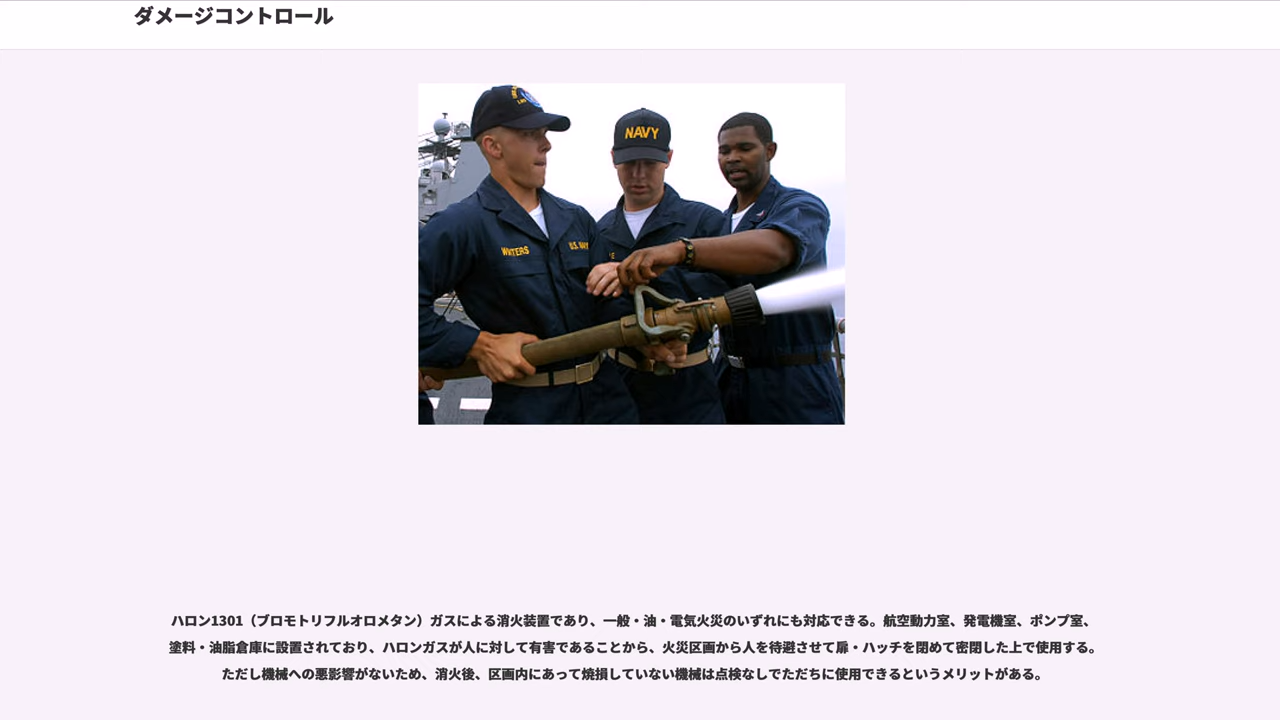 ダメージコントロール
NAVY
WATERS
U.S. NAVY
ハロン1301（ブロモトリフルオロメタン）ガスによる消火装置であり、一般・油・電気火災のいずれにも対応できる。航空動力室、発電機室、ポンプ室、
塗料・油脂倉庫に設置されており、ハロンガスが人に対して有害であることから、火災区画から人を待避させて扉・ハッチを閉めて密閉した上で使用する。
ただし機械への悪影響がないため、消火後、区画内にあって焼損していない機械は点検なしでただちに使用できるというメリットがある。